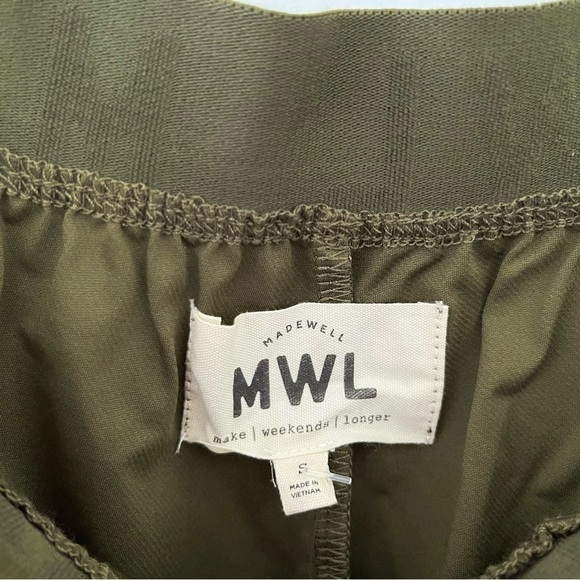 MADEWELL
MWL
make | weekends | longer
S
MADE IN
VIETNAM